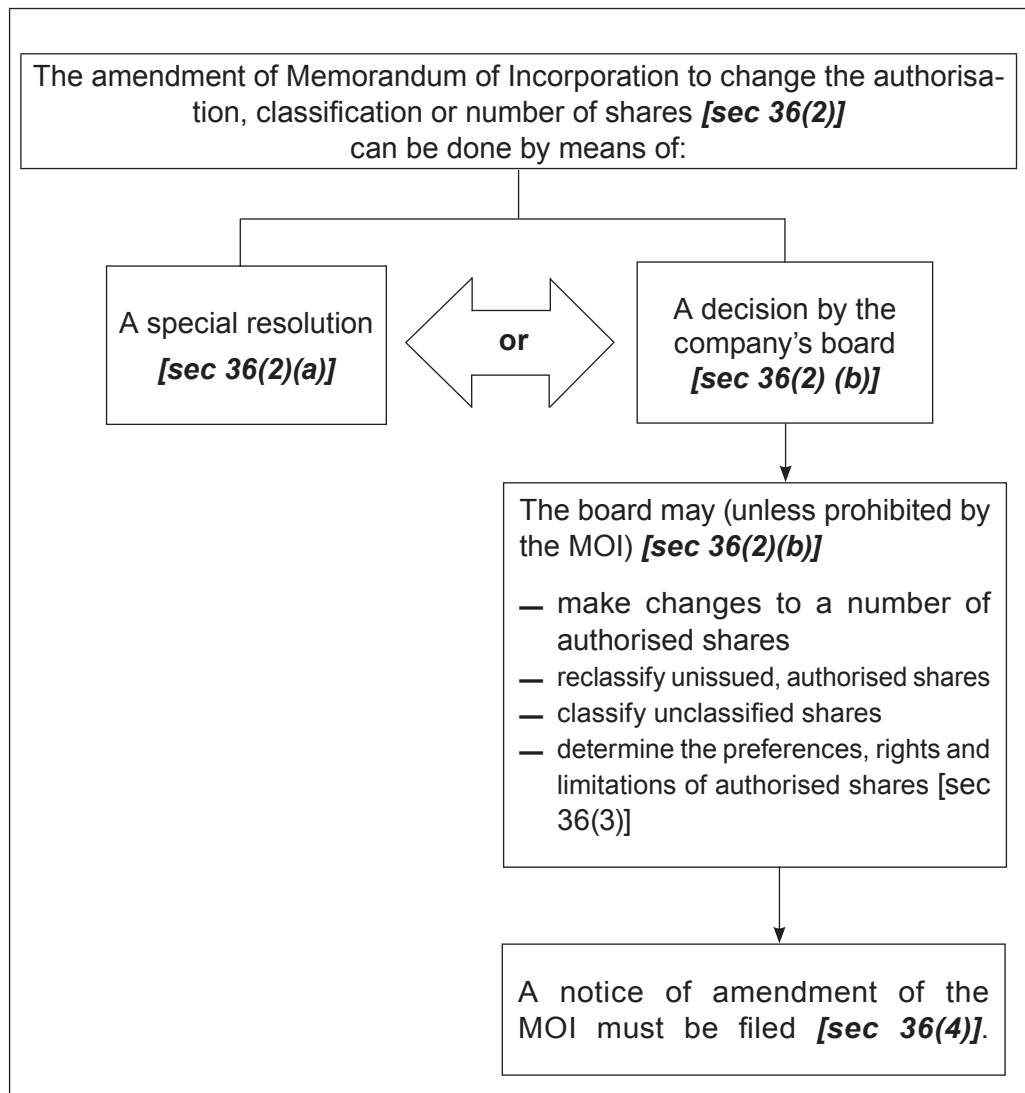 The amendment of Memorandum of Incorporation to change the authorisa-
tion, classification or number of shares [sec 36(2)]
can be done by means of:
A special resolution
[sec 36(2)(a)]
or
A decision by the
company’s board
[sec 36(2) (b)]
The board may (unless prohibited by
the MOI) [sec 36(2)(b)]
— make changes to a number of
authorised shares
— reclassify unissued, authorised shares
— classify unclassified shares
— determine the preferences, rights and
limitations of authorised shares [sec
36(3)]
A notice of amendment of the
MOI must be filed [sec 36(4)].